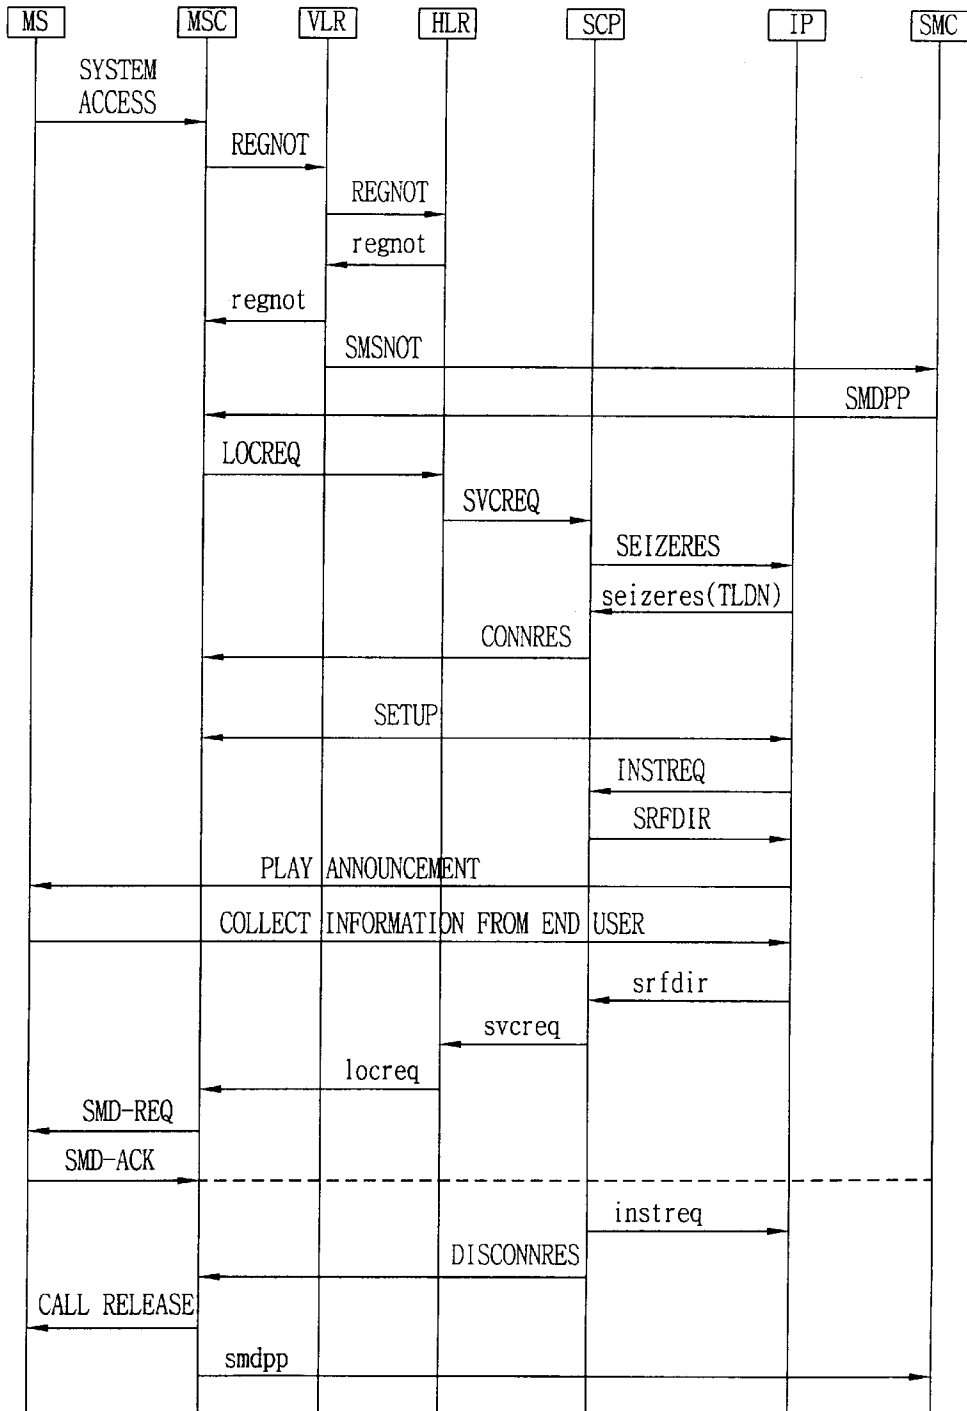 MS MSC VLR HLR SCP IP SMC
SYSTEM
ACCESS
REGNOT
REGNOT
regnot
regnot
SMSNOT
SMDPP
LOCREQ
SVCREQ
SEIZERES
seizeres(TLDN)
CONNRES
SETUP
INSTREQ
SRFDIR
PLAY ANNOUNCEMENT
COLLECT INFORMATION FROM END USER
srfdir
svcreq
locreq
SMD-REQ
SMD-ACK
instreq
DISCONNRES
CALL RELEASE
smdpp